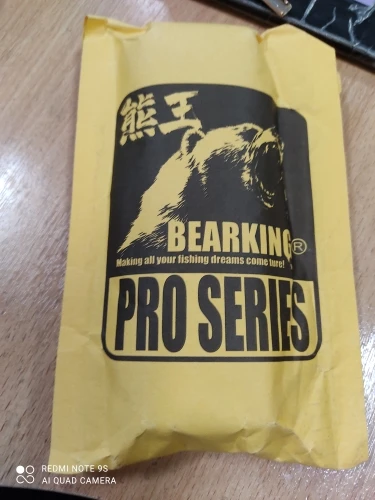 熊王
BEARKING®
Making all your fishing dreams come ture!
PRO SERIES
REDMI NOTE 9S
AI QUAD CAMERA